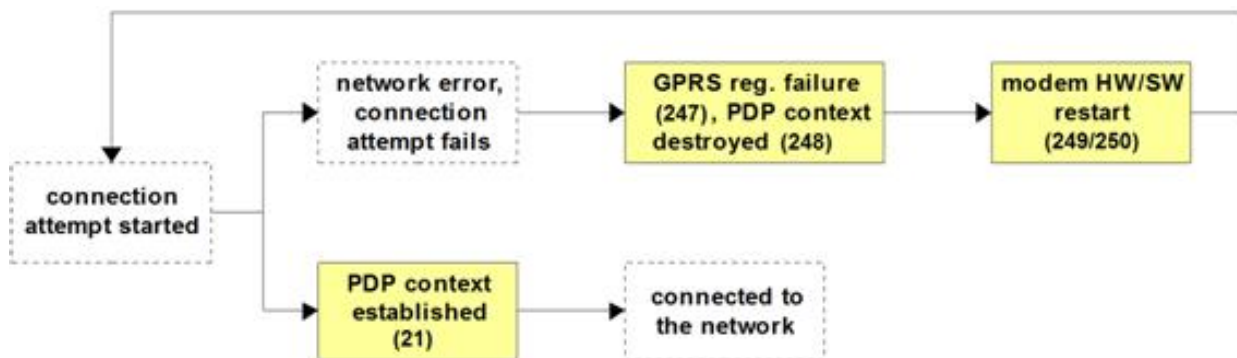 network error,
connection
attempt fails
GPRS reg. failure
(247), PDP context
destroyed (248)
modem HW/SW
restart
(249/250)
connection
attempt started
PDP context
established
(21)
connected to
the network